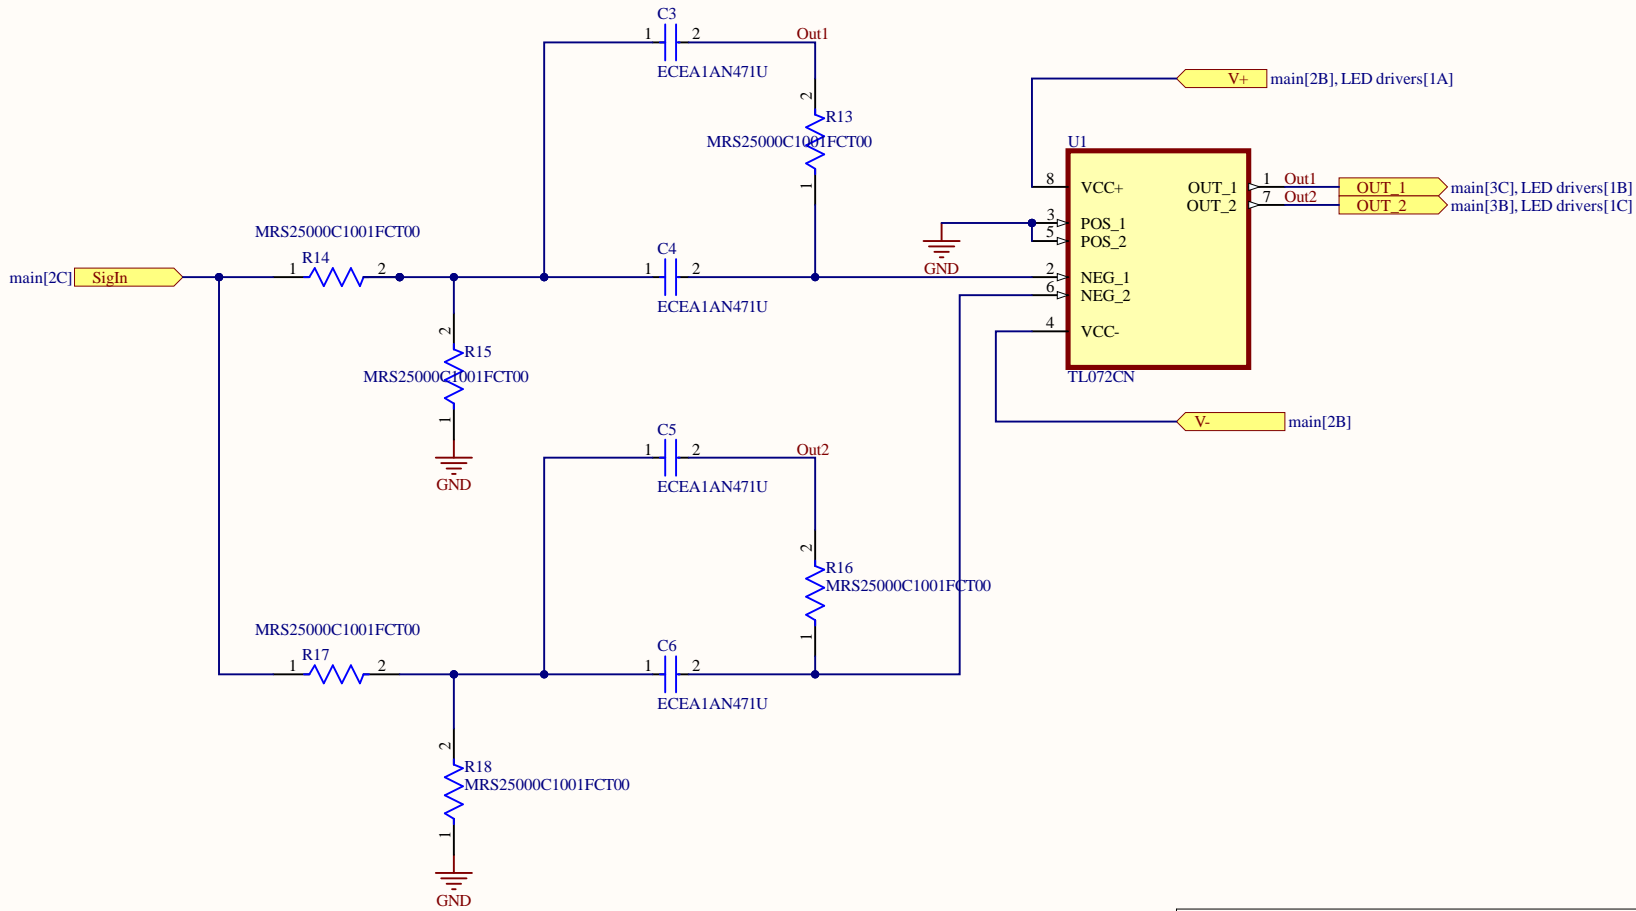 C3
1 2 Out1
ECEA1AN471U
V+ main[2B], LED drivers[1A]
2
R13
MRS25000C1001FCT00
1
U1
8 VCC+ OUT_1 1 Out1 OUT_1 main[3C], LED drivers[1B]
OUT_2 7 Out2 OUT_2 main[3B], LED drivers[1C]
3 POS_1
5 POS_2
GND
2 NEG_1
6 NEG_2
4 VCC-
TL072CN
V- main[2B]
MRS25000C1001FCT00
R14
main[2C] SigIn 1 2
C4
1 2
ECEA1AN471U
2
R15
MRS25000C1001FCT00
1
GND
C5
1 2 Out2
ECEA1AN471U
2
R16
MRS25000C1001FCT00
1
MRS25000C1001FCT00
R17
1 2
C6
1 2
ECEA1AN471U
2
R18
MRS25000C1001FCT00
1
GND